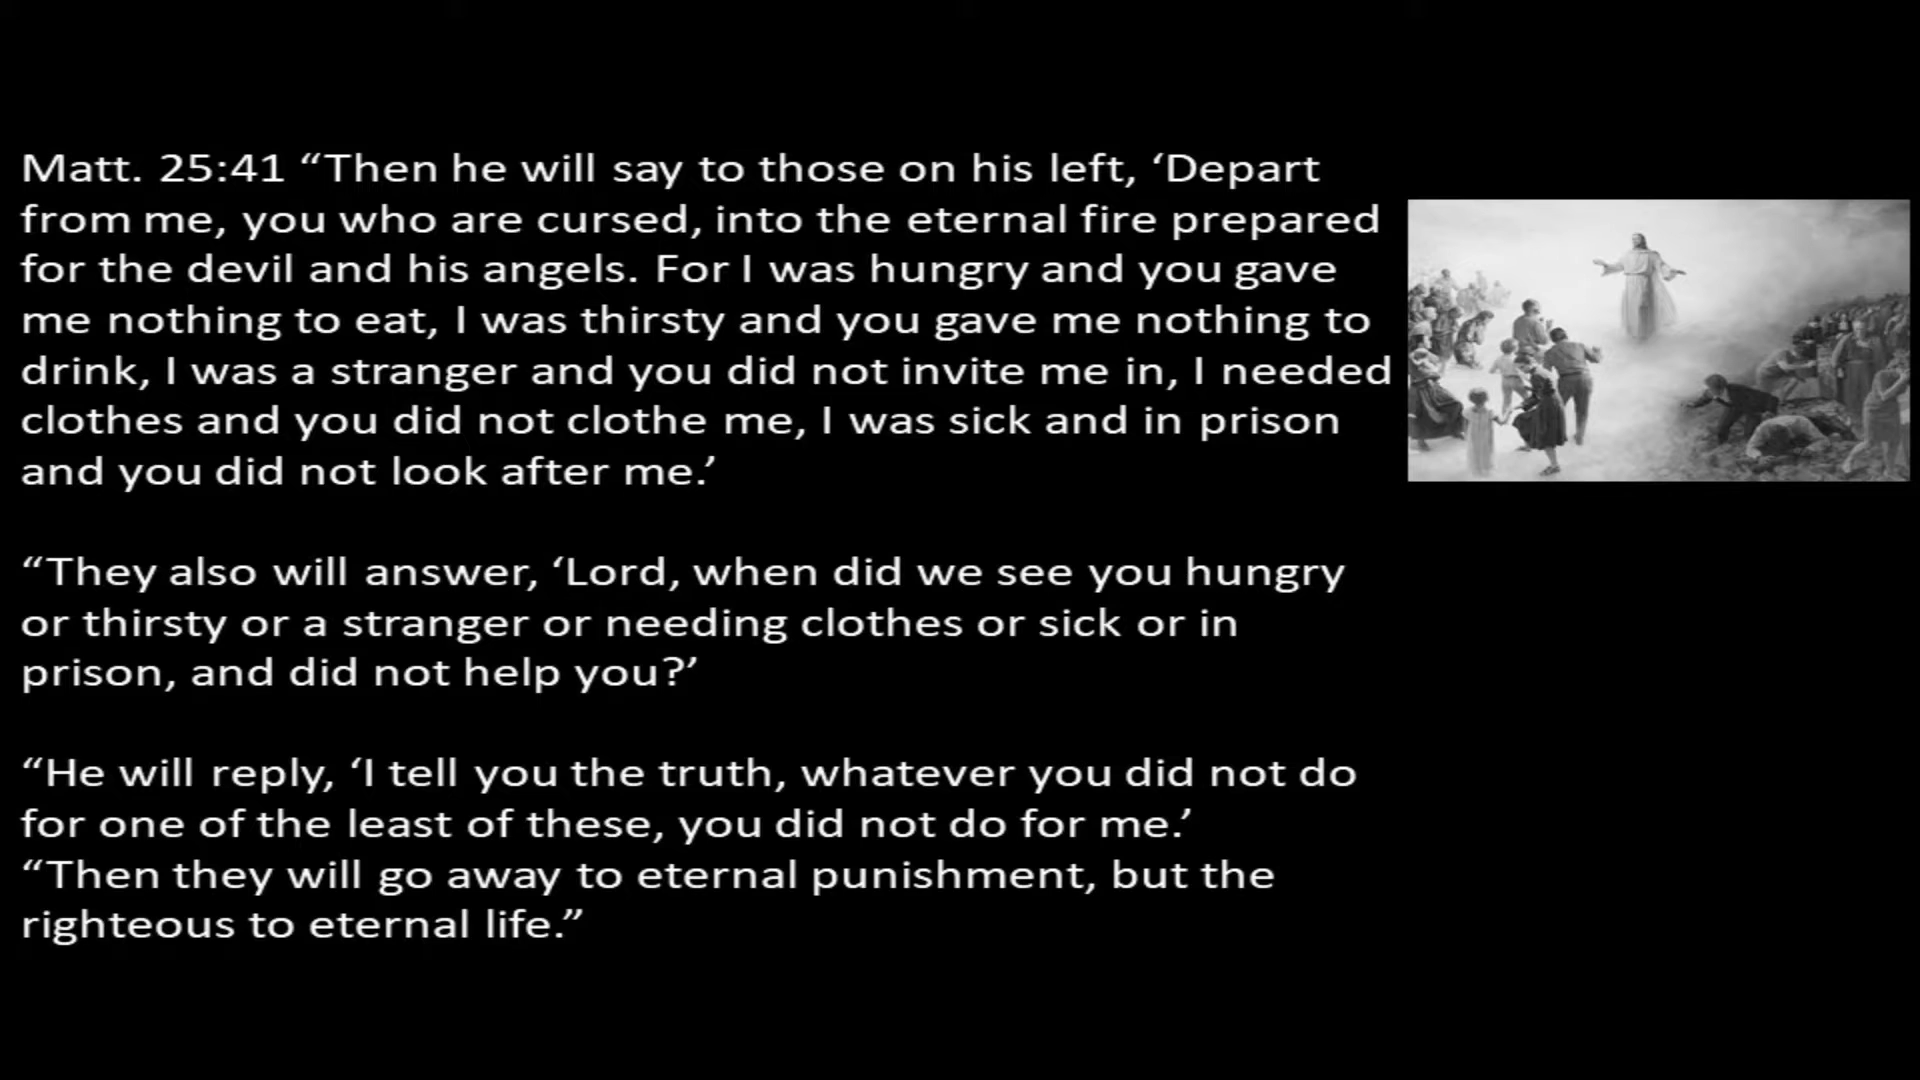 Matt. 25:41 “Then he will say to those on his left, ‘Depart
from me, you who are cursed, into the eternal fire prepared
for the devil and his angels. For I was hungry and you gave
me nothing to eat, I was thirsty and you gave me nothing to
drink, I was a stranger and you did not invite me in, I needed
clothes and you did not clothe me, I was sick and in prison
and you did not look after me.’
“They also will answer, ‘Lord, when did we see you hungry
or thirsty or a stranger or needing clothes or sick or in
prison, and did not help you?’
“He will reply, ‘I tell you the truth, whatever you did not do
for one of the least of these, you did not do for me.’
“Then they will go away to eternal punishment, but the
righteous to eternal life.”